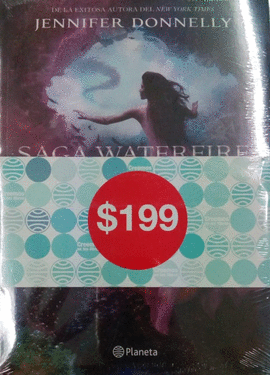 DE LA EXITOSA AUTORA DEL NEW YORK TIMES
JENNIFER DONNELLY
SAGA WATERFIRE
$199
Planeta